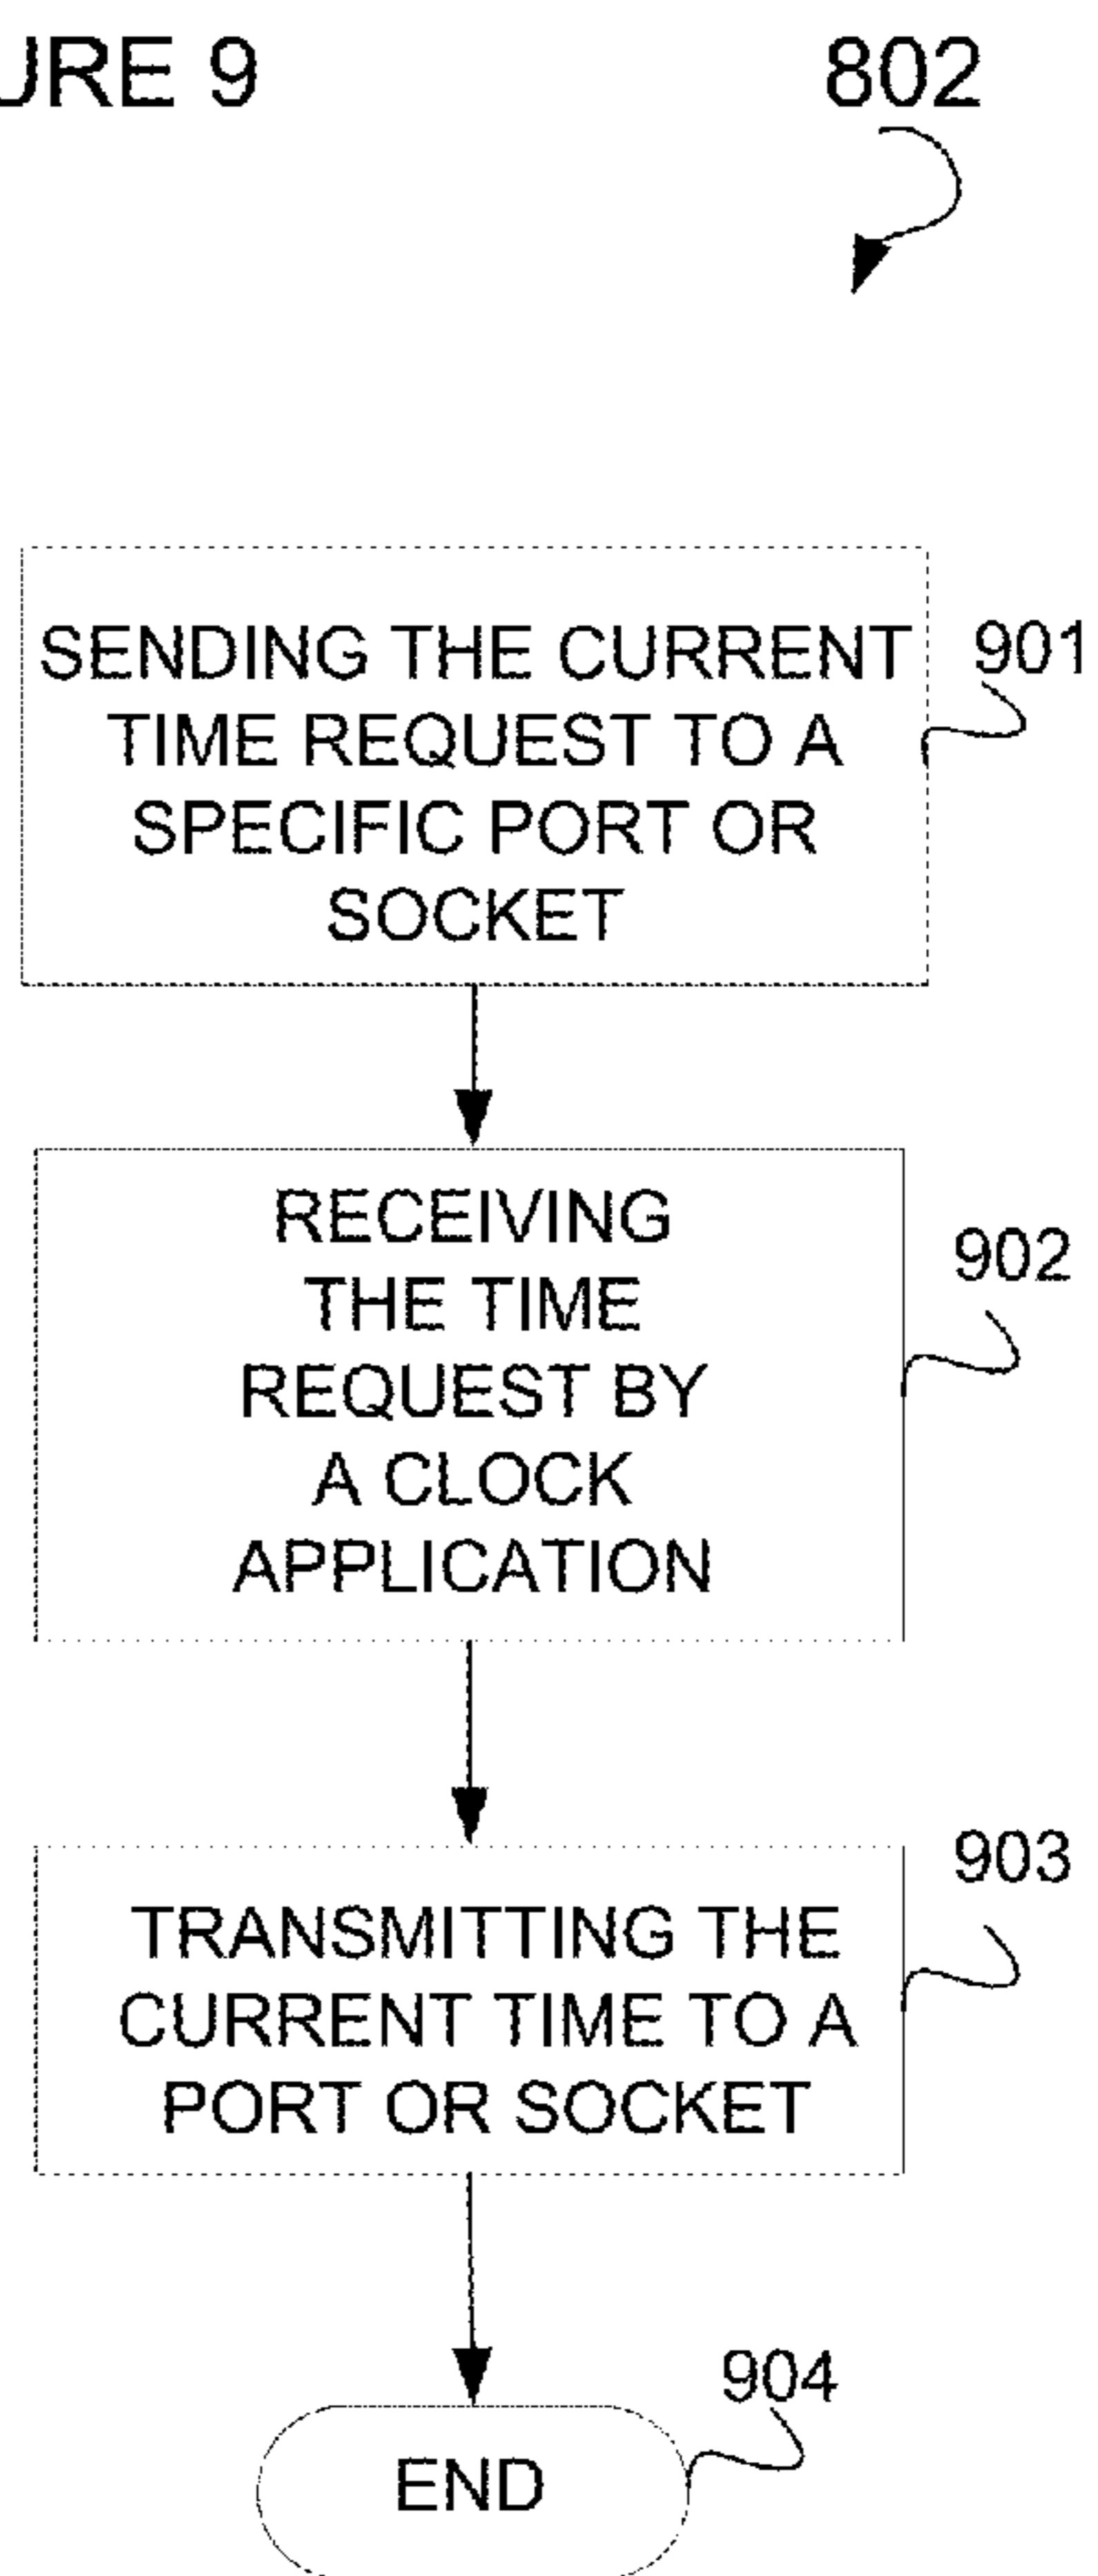 URE 9
802
SENDING THE CURRENT
TIME REQUEST TO A
SPECIFIC PORT OR
SOCKET
901
RECEIVING
THE TIME
REQUEST BY
A CLOCK
APPLICATION
902
TRANSMITTING THE
CURRENT TIME TO A
PORT OR SOCKET
903
END
904